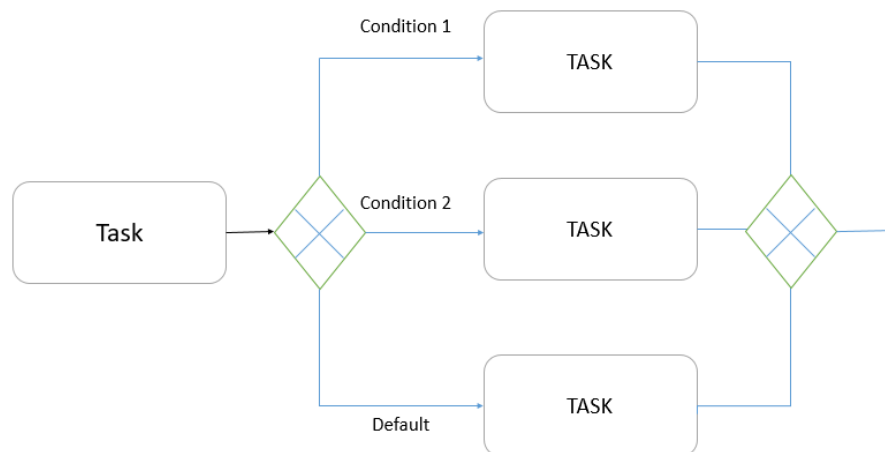 Condition 1
TASK
Task
Condition 2
TASK
TASK
Default